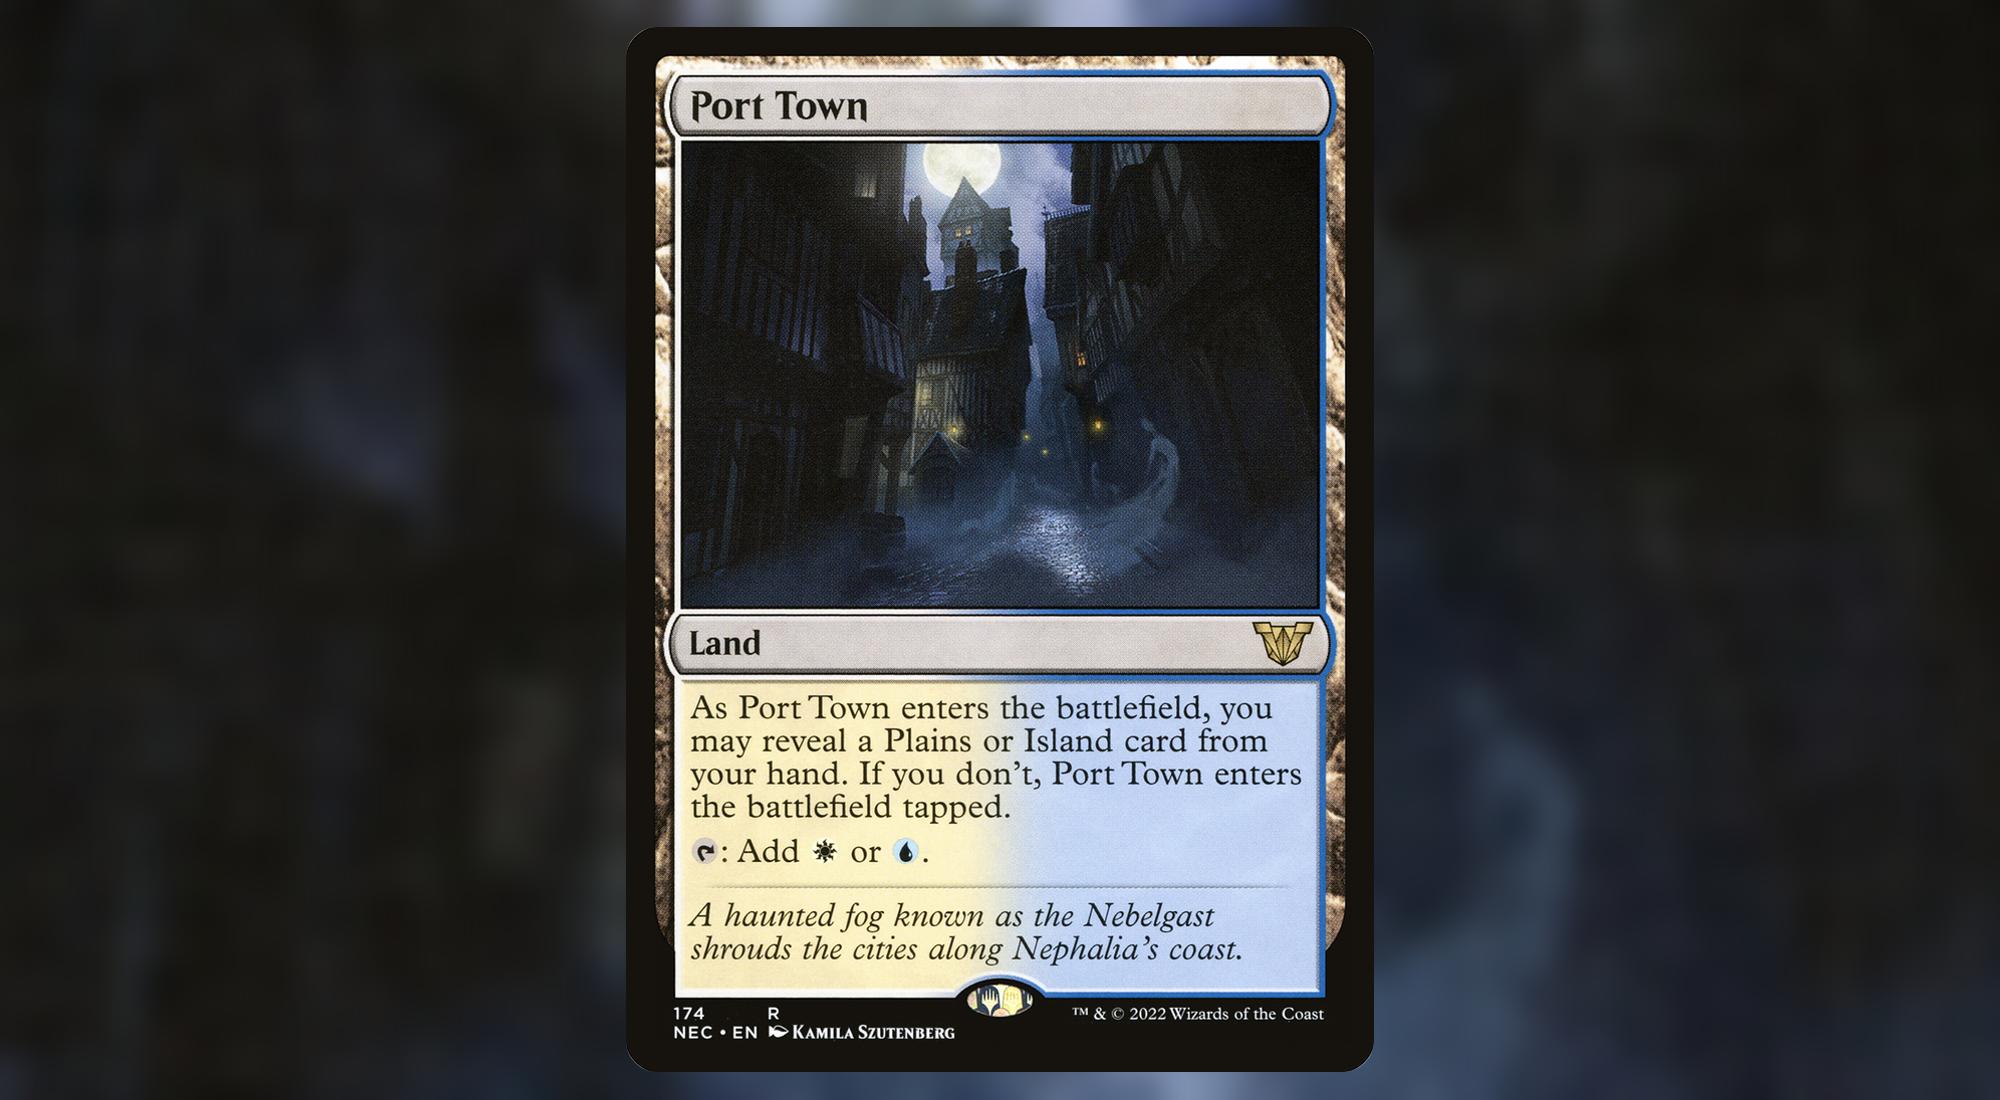 Port Town
Land
As Port Town enters the battlefield, you
may reveal a Plains or Island card from
your hand. If you don't, Port Town enters
the battlefield tapped.
: Add or .
A haunted fog known as the Nebelgast
shrouds the cities along Nephalia's coast.
174 R
NEC • EN KAMILA SZUTENBERG
™ & © 2022 Wizards of the Coast